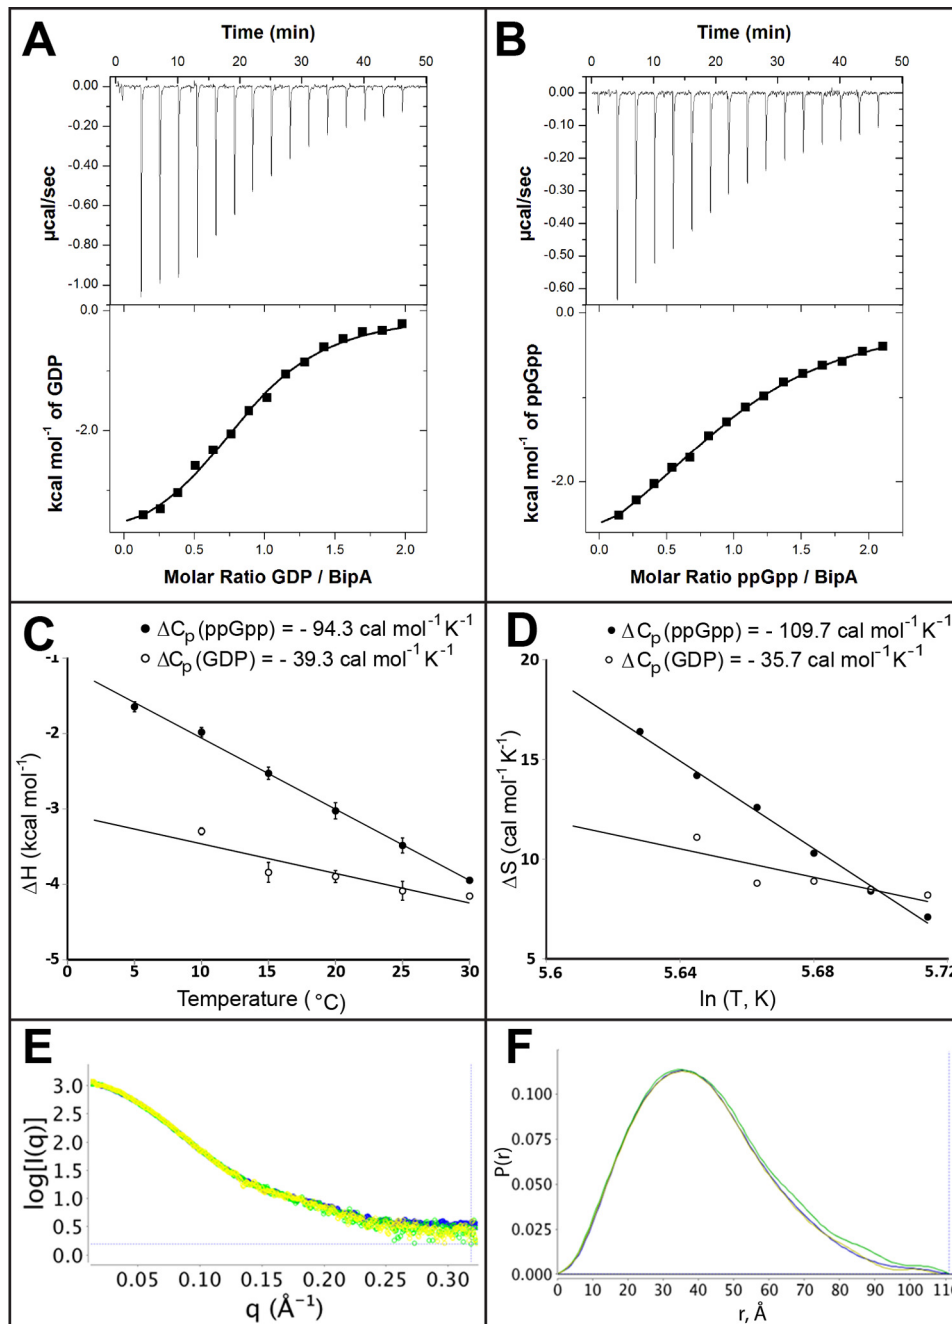 A
Time (min)
0 10 20 30 40 50
0.00
-0.20
-0.40
-0.60
-0.80
-1.00
µcal/sec
0.0
-2.0
kcal mol⁻¹ of GDP
0.0 0.5 1.0 1.5 2.0
Molar Ratio GDP / BipA
B
Time (min)
0 10 20 30 40 50
0.00
-0.10
-0.20
-0.30
-0.40
-0.50
-0.60
µcal/sec
0.0
-2.0
kcal mol⁻¹ of ppGpp
0.0 0.5 1.0 1.5 2.0
Molar Ratio ppGpp / BipA
C
ΔCp (ppGpp) = - 94.3 cal mol⁻¹ K⁻¹
ΔCp (GDP) = - 39.3 cal mol⁻¹ K⁻¹
-1
-2
-3
-4
-5
ΔH (kcal mol⁻¹)
0 5 10 15 20 25 30
Temperature (°C)
D
ΔCp (ppGpp) = - 109.7 cal mol⁻¹ K⁻¹
ΔCp (GDP) = - 35.7 cal mol⁻¹ K⁻¹
20
15
10
5
ΔS (cal mol⁻¹ K⁻¹)
5.6 5.64 5.68 5.72
ln (T, K)
E
3.0
2.5
2.0
1.5
1.0
0.5
0.0
log[I(q)]
0.05 0.10 0.15 0.20 0.25 0.30
q (Å⁻¹)
F
0.100
0.075
0.050
0.025
0.000
P(r)
0 10 20 30 40 50 60 70 80 90 100 110
r, Å